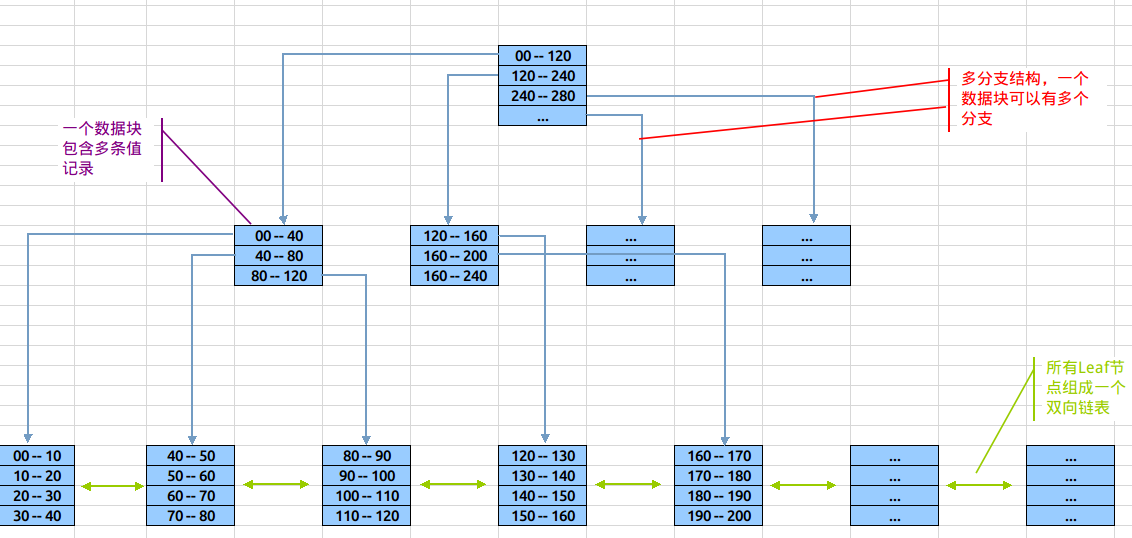 00 -- 120
120 -- 240
240 -- 280
...
多分支结构，一个
数据块可以有多个
分支
一个数据块
包含多条值
记录
00 -- 40
40 -- 80
80 -- 120
120 -- 160
160 -- 200
160 -- 240
...
...
...
...
...
...
所有Leaf节
点组成一个
双向链表
00 -- 10
10 -- 20
20 -- 30
30 -- 40
40 -- 50
50 -- 60
60 -- 70
70 -- 80
80 -- 90
90 -- 100
100 -- 110
110 -- 120
120 -- 130
130 -- 140
140 -- 150
150 -- 160
160 -- 170
170 -- 180
180 -- 190
190 -- 200
...
...
...
...
...
...
...
...